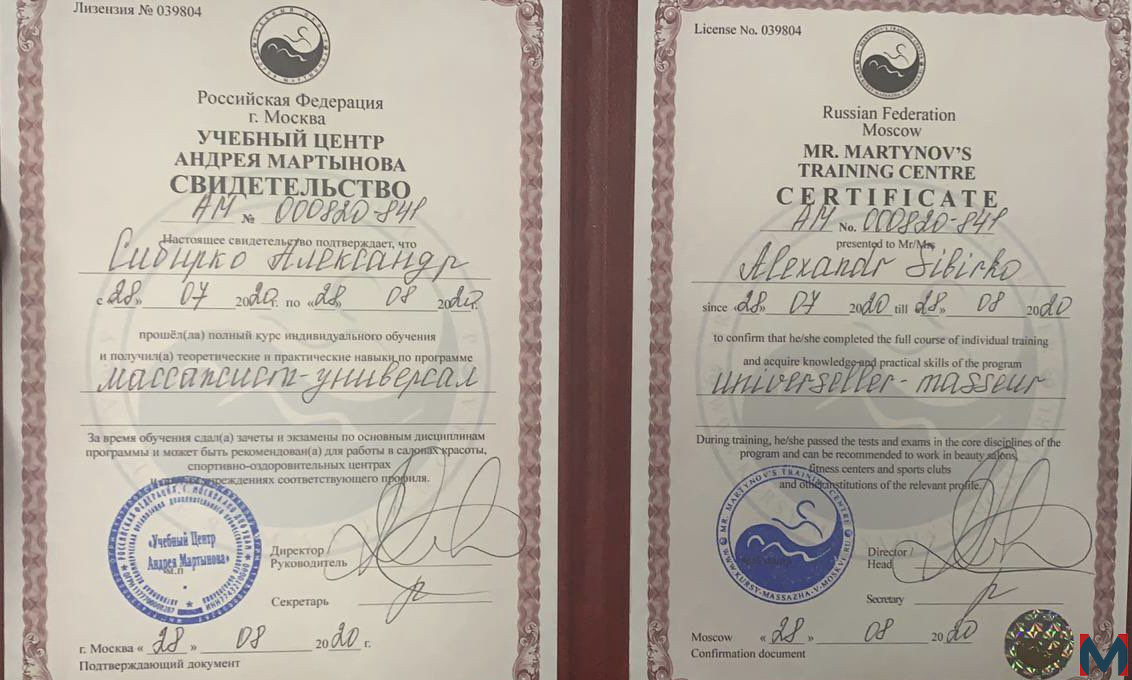 Лизензия № 039804
Российская Федерация
г. Москва
УЧЕБНЫЙ ЦЕНТР
АНДРЕЯ МАРТЫНОВА
СВИДЕТЕЛЬСТВО
АМ № 000820-841
Настоящее свидетельство подтверждает, что
Сибирко Александр
с «28» 07 2020г. по «28» 08 2020г.
прошёл(ла) полный курс индивидуального обучения
и получил(а) теоретические и практические навыки по программе
массажист-универсал
За время обучения сдал(а) зачеты и экзамены по основным дисциплинам
программы и может быть рекомендован(а) для работы в салонах красоты,
спортивно-оздоровительных центрах
учреждениях соответствующего профиля.
«Учебный Центр
Андрея Мартынова»
Директор /
Руководитель
Секретарь
г. Москва «28» 08 2020 г.
Подтверждающий документ
License No. 039804
Russian Federation
Moscow
MR. MARTYNOV'S
TRAINING CENTRE
CERTIFICATE
АМ No. 000820-841
presented to Mr/Mrs
Alexandr Sibirko
since «28» 07 2020 till 28» 08 2020
to confirm that he/she completed the full course of individual training
and acquire knowledge and practical skills of the program
universeller-masseur
During training, he/she passed the tests and exams in the core disciplines of the
program and can be recommended to work in beauty salons,
fitness centers and sports clubs
and other institutions of the relevant profile.
MR. MARTYNOV'S TRAINING CENTRE
WWW.KURSY-MASSAZHA.V-MOSKVE.RU
Director /
Head
Secretary
Moscow «28» 08 2020
Confirmation document
M